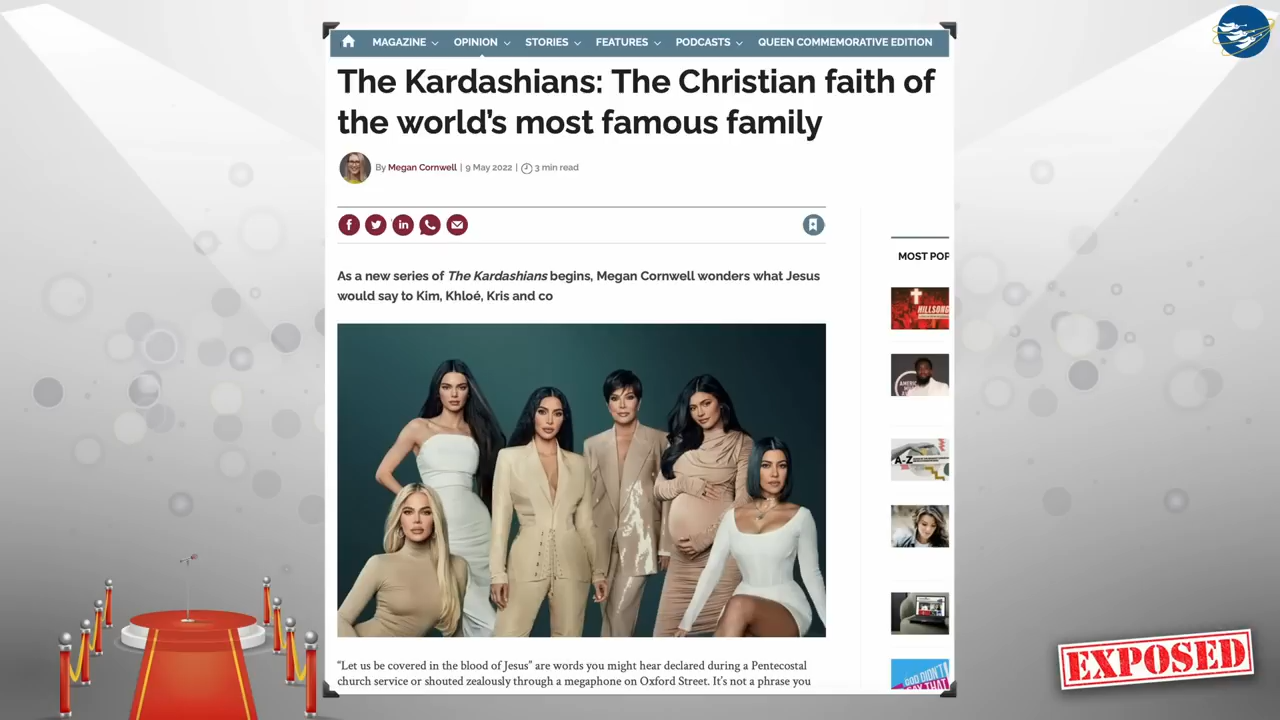 MAGAZINE OPINION STORIES FEATURES PODCASTS QUEEN COMMEMORATIVE EDITION
The Kardashians: The Christian faith of
the world's most famous family
By Megan Cornwell | 9 May 2022 | 3 min read
MOST POP
As a new series of The Kardashians begins, Megan Cornwell wonders what Jesus
would say to Kim, Khloé, Kris and co
HILLSONG
A-Z
"Let us be covered in the blood of Jesus" are words you might hear declared during a Pentecostal
church service or shouted zealously through a megaphone on Oxford Street. It's not a phrase you
EXPOSED